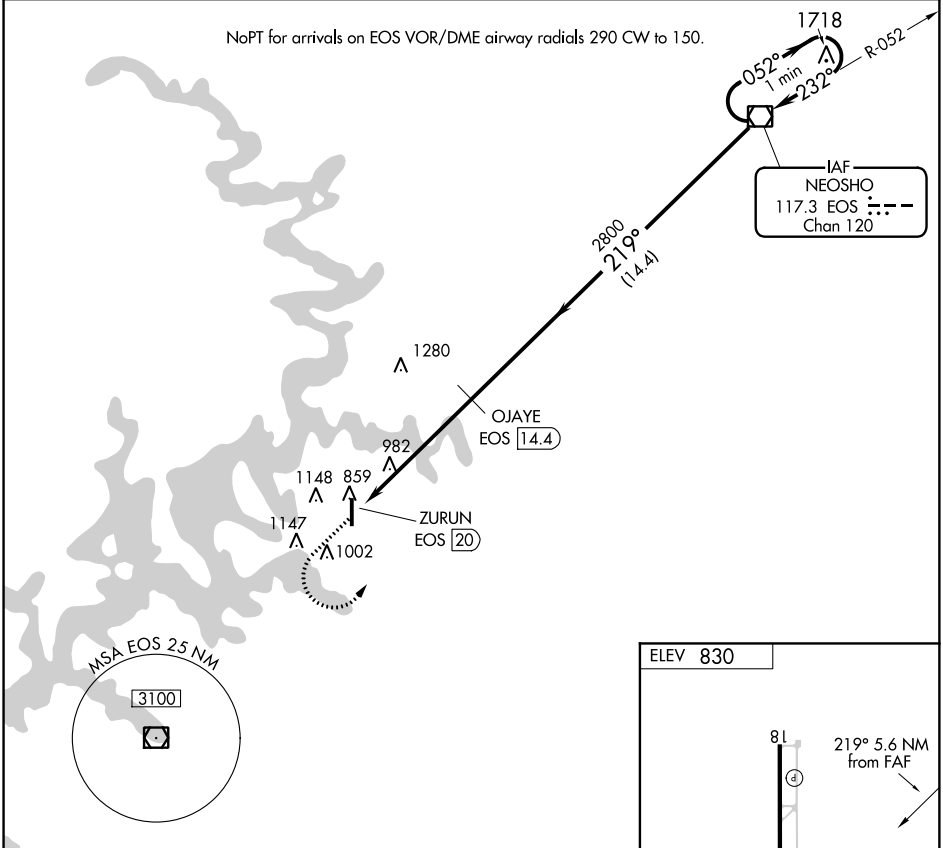 NoPT for arrivals on EOS VOR/DME airway radials 290 CW to 150.
1718
R-052
052°
1 min
232°
IAF
NEOSHO
117.3 EOS
Chan 120
2800
219°
(14.4)
1280
OJAYE
EOS 14.4
982
1148
859
ZURUN
EOS 20
1147
1002
MSA EOS 25 NM
3100
ELEV 830
18
219° 5.6 NM
from FAF
P